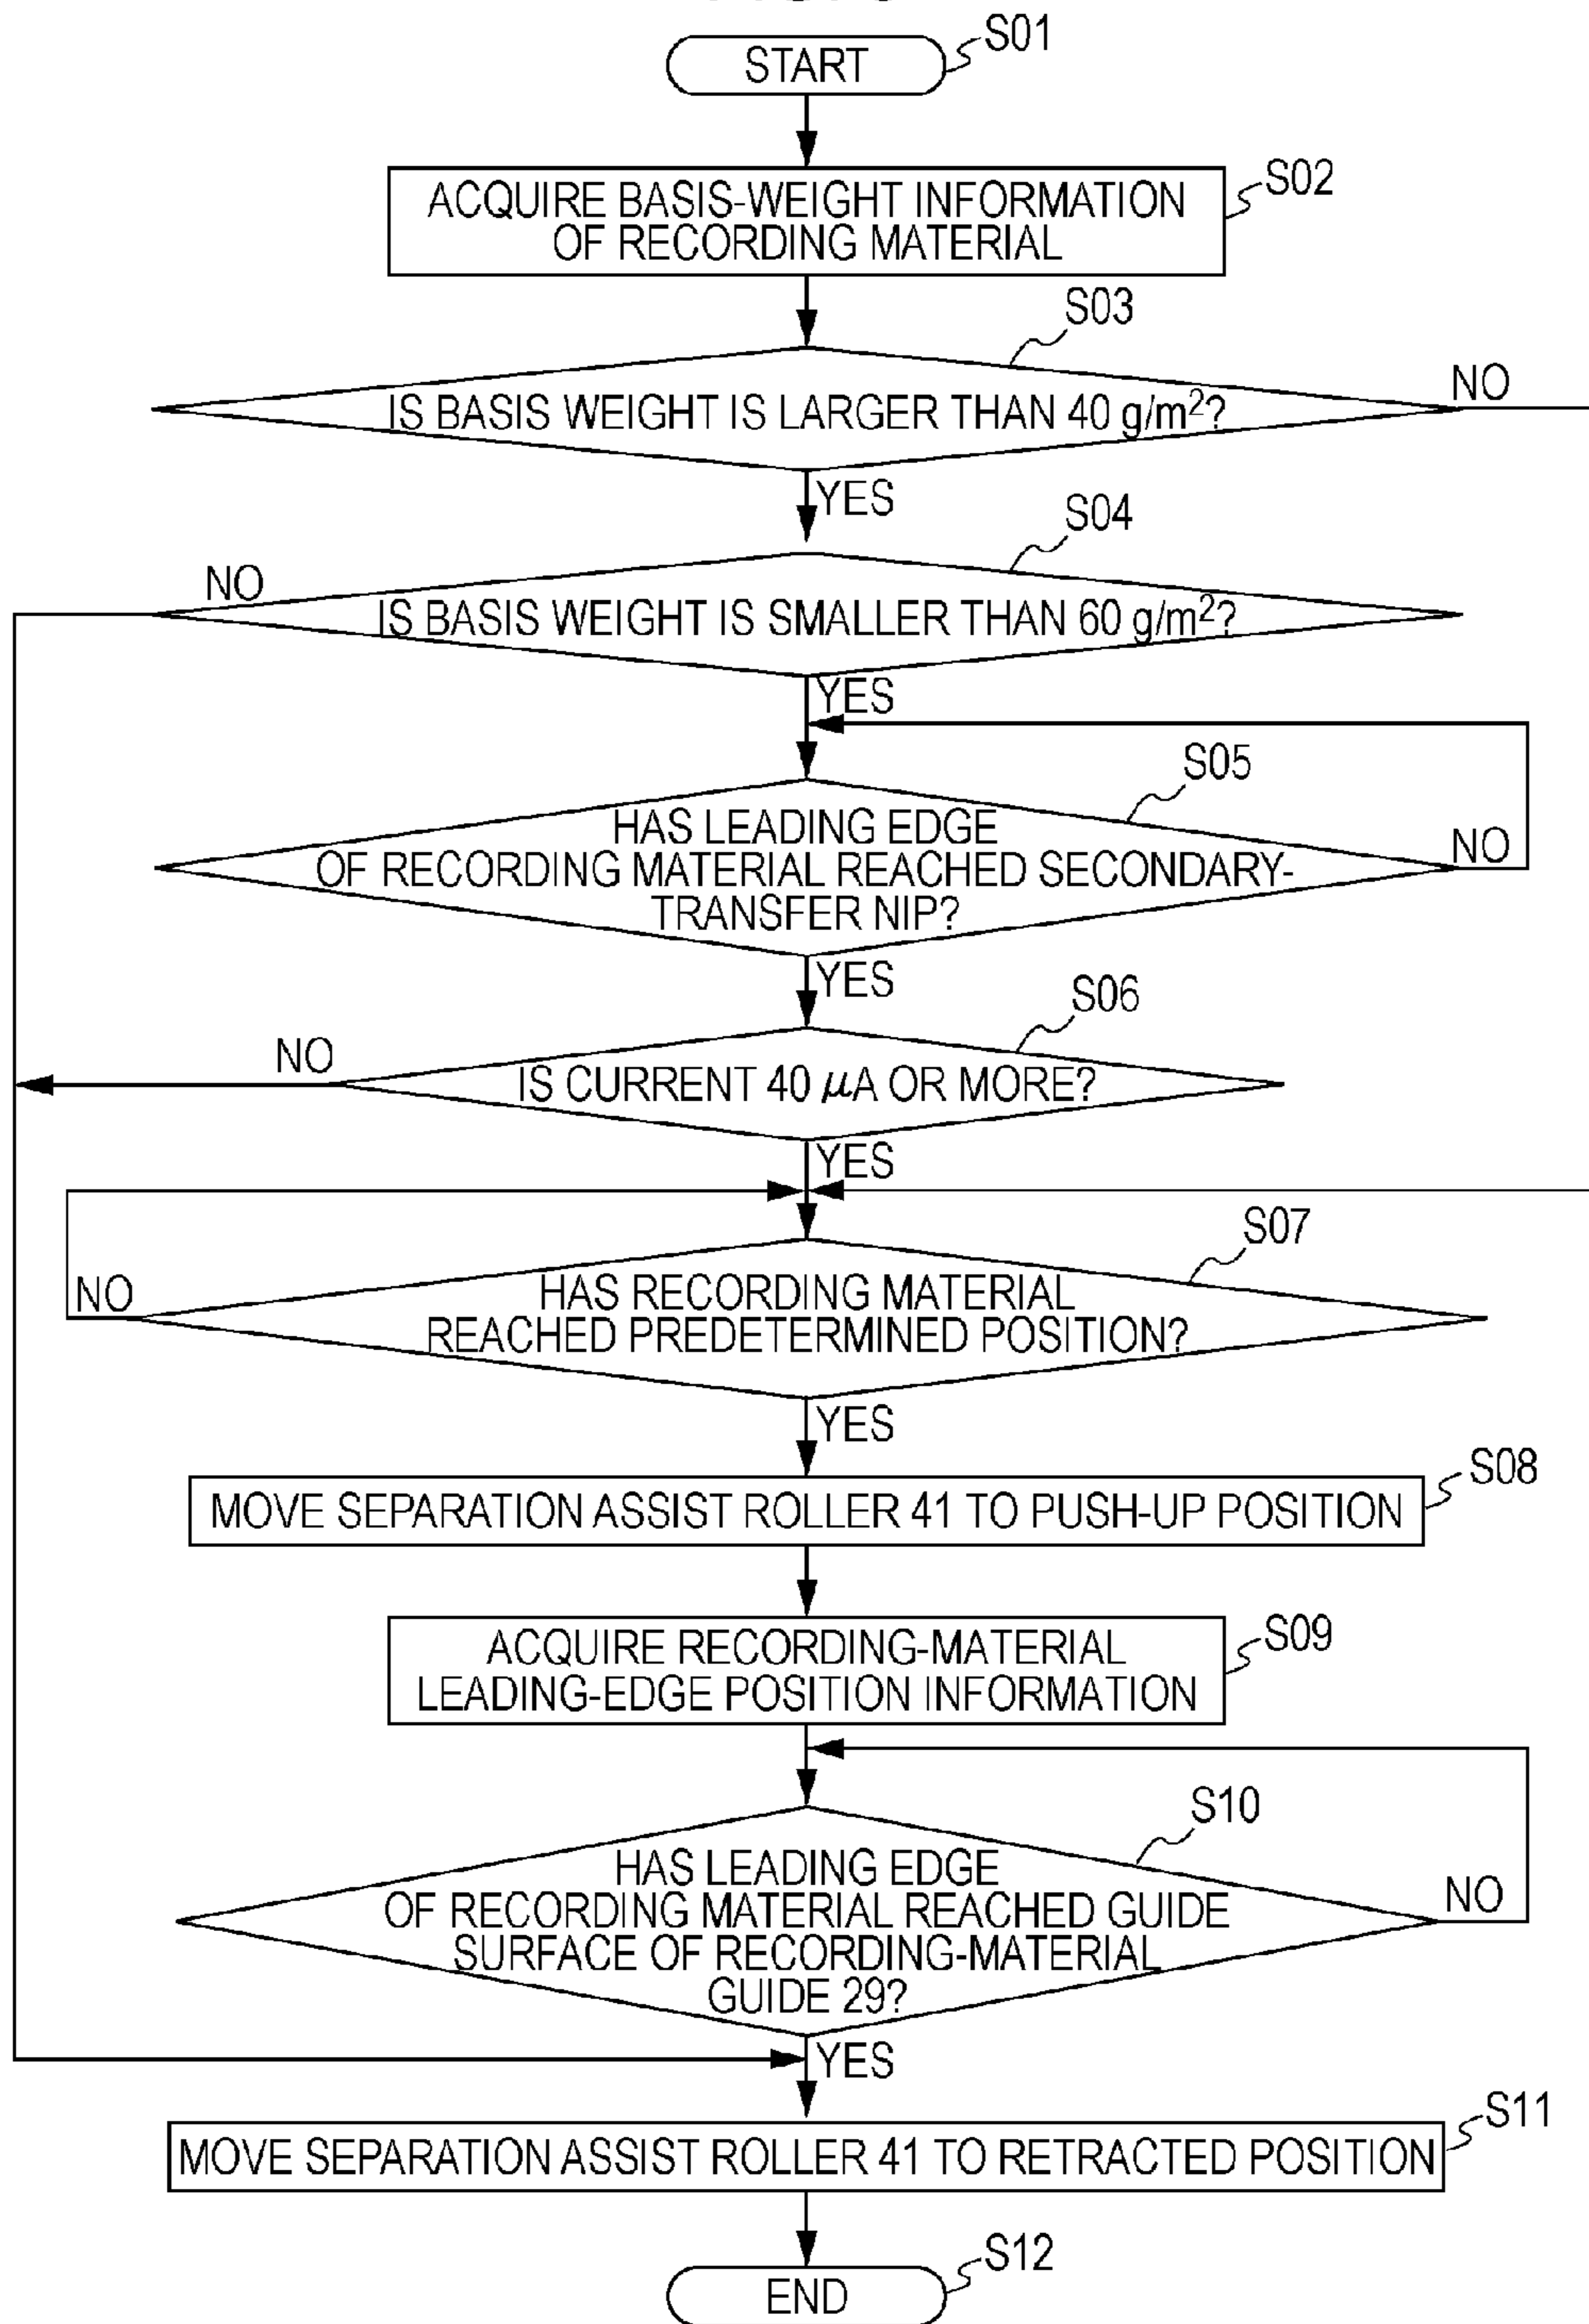 START
S01
S02
ACQUIRE BASIS-WEIGHT INFORMATION
OF RECORDING MATERIAL
S03
NO
IS BASIS WEIGHT IS LARGER THAN 40 g/m²?
YES
S04
NO
IS BASIS WEIGHT IS SMALLER THAN 60 g/m²?
YES
S05
HAS LEADING EDGE
OF RECORDING MATERIAL REACHED SECONDARY-
TRANSFER NIP?
NO
YES
S06
NO
IS CURRENT 40 μA OR MORE?
YES
S07
NO
HAS RECORDING MATERIAL
REACHED PREDETERMINED POSITION?
YES
S08
MOVE SEPARATION ASSIST ROLLER 41 TO PUSH-UP POSITION
S09
ACQUIRE RECORDING-MATERIAL
LEADING-EDGE POSITION INFORMATION
S10
HAS LEADING EDGE
OF RECORDING MATERIAL REACHED GUIDE
SURFACE OF RECORDING-MATERIAL
GUIDE 29?
NO
YES
S11
MOVE SEPARATION ASSIST ROLLER 41 TO RETRACTED POSITION
S12
END